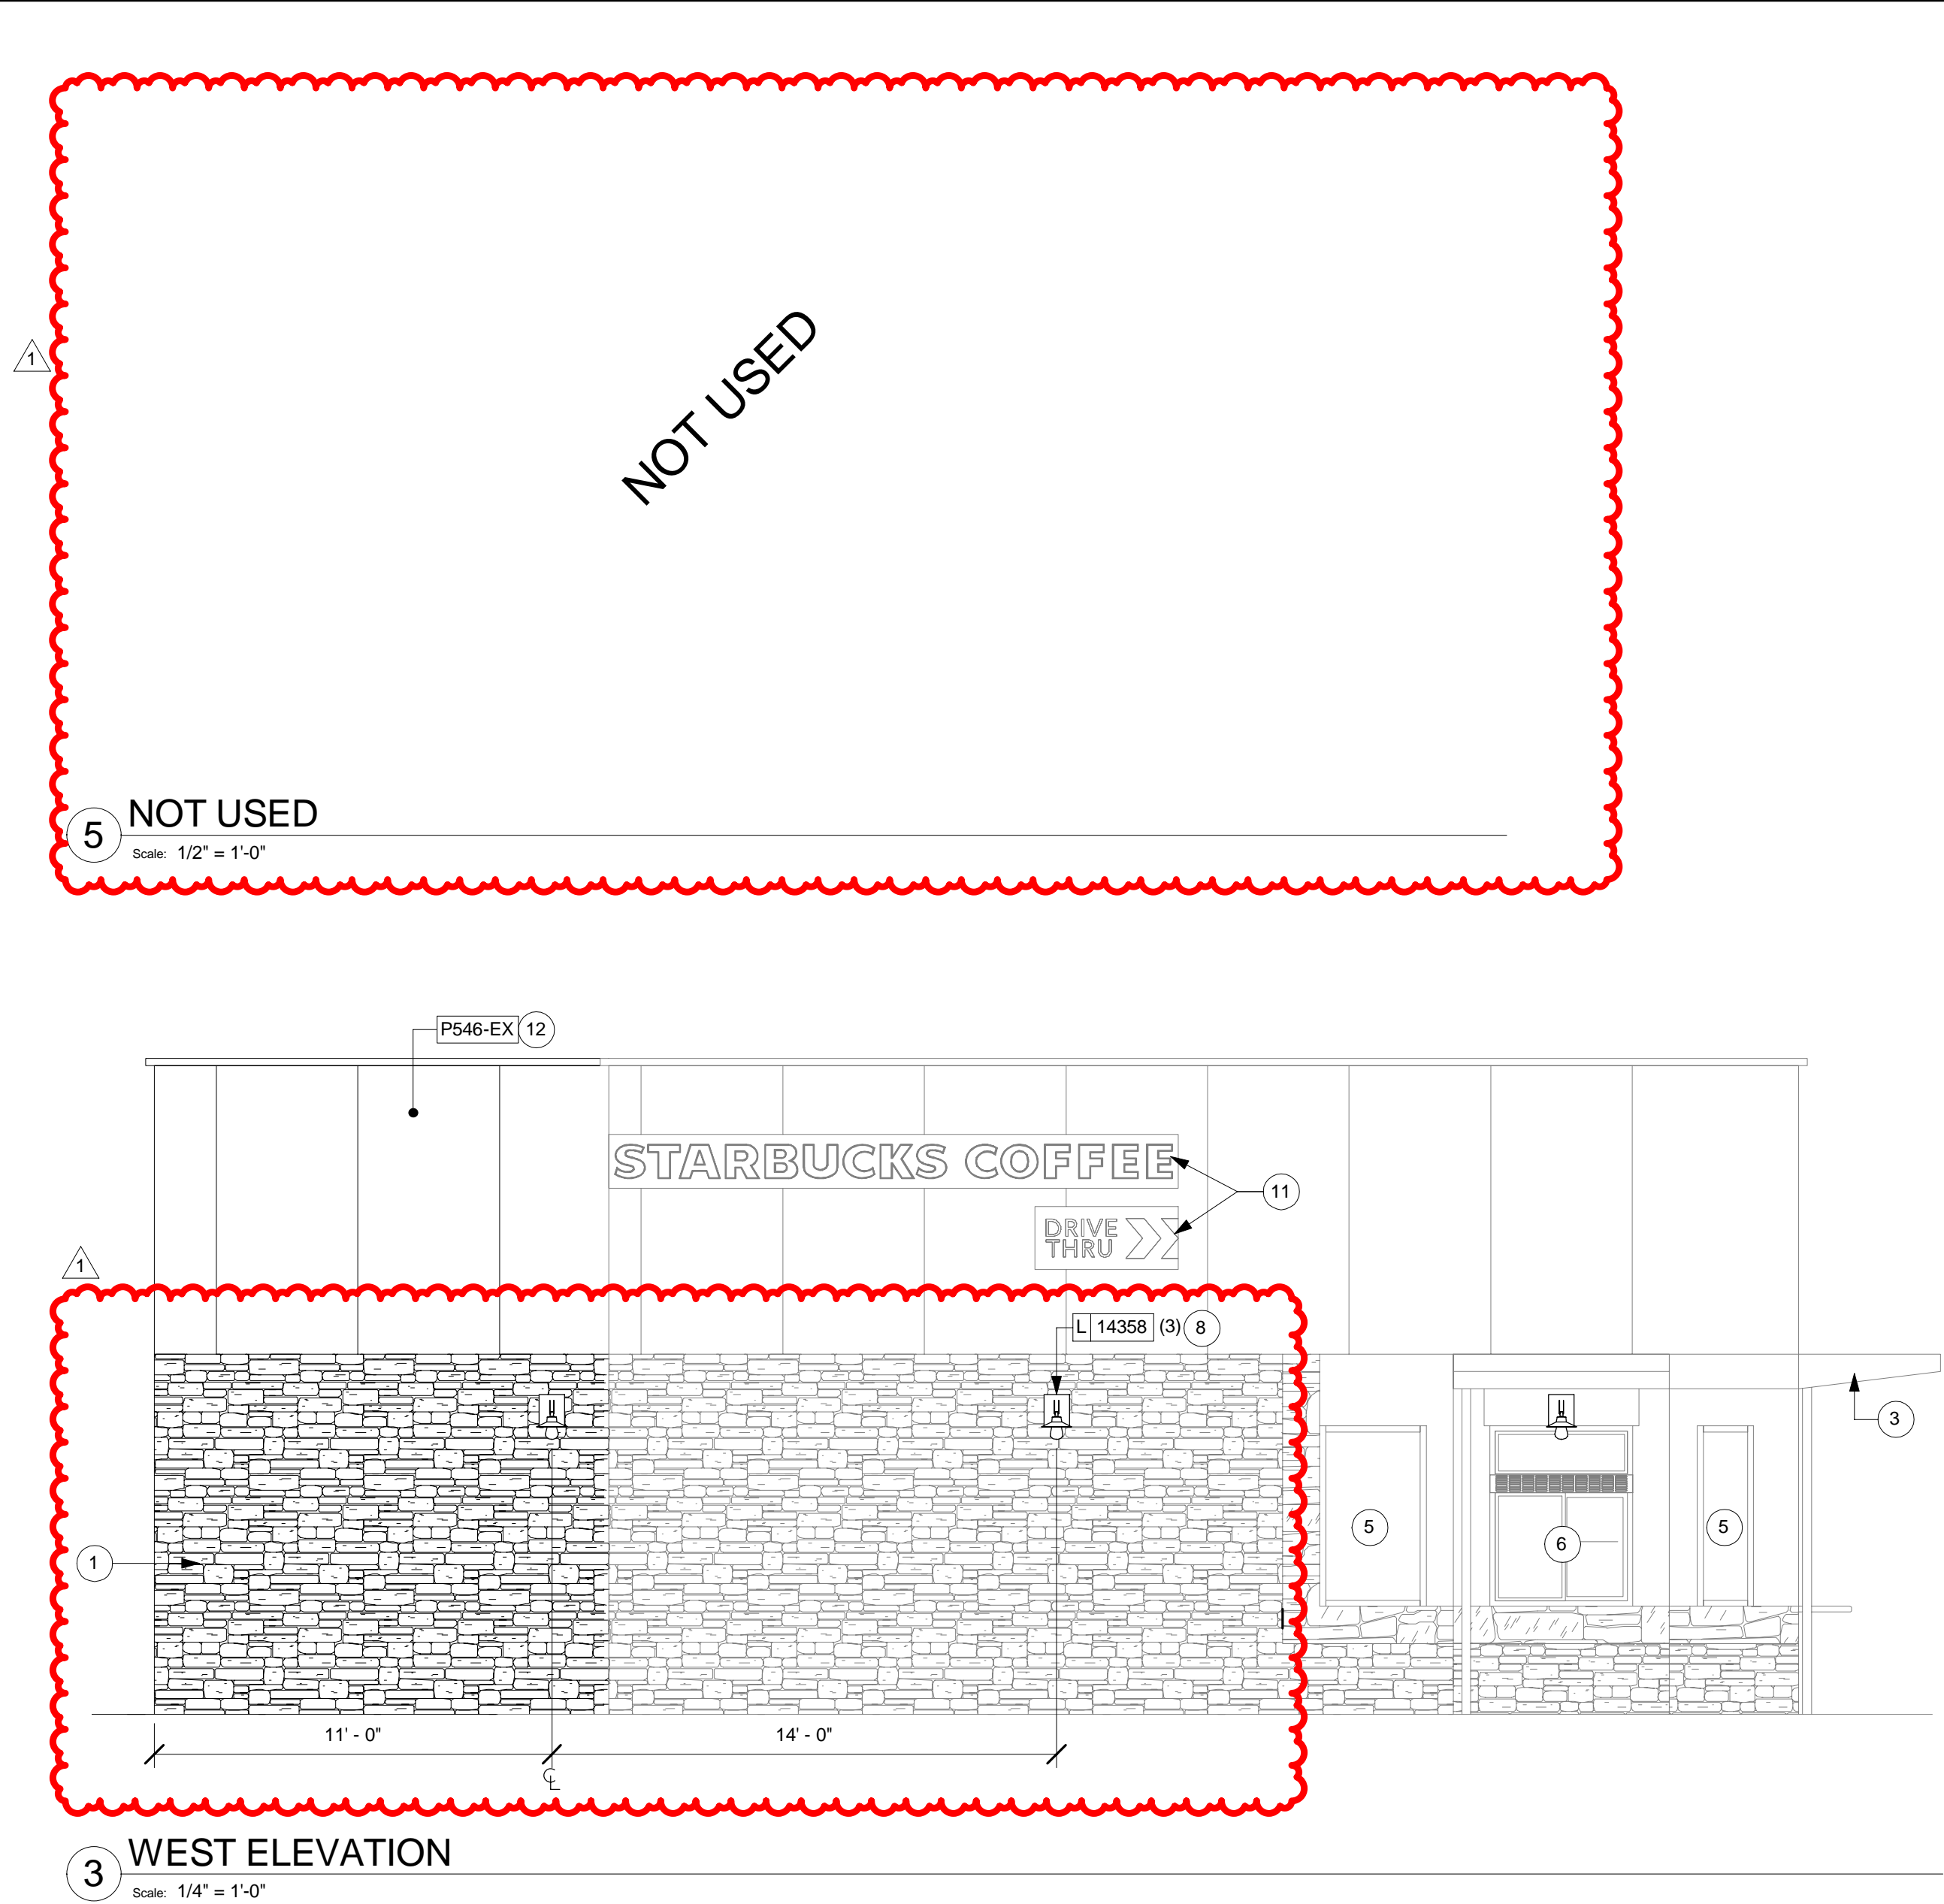 1
NOT USED
5
NOT USED
Scale: 1/2" = 1'-0"
P546-EX 12
STARBUCKS COFFEE
11
DRIVE
THRU
1
L 14358 (3) 8
3
5
6
5
1
11' - 0"
14' - 0"
CL
3
WEST ELEVATION
Scale: 1/4" = 1'-0"